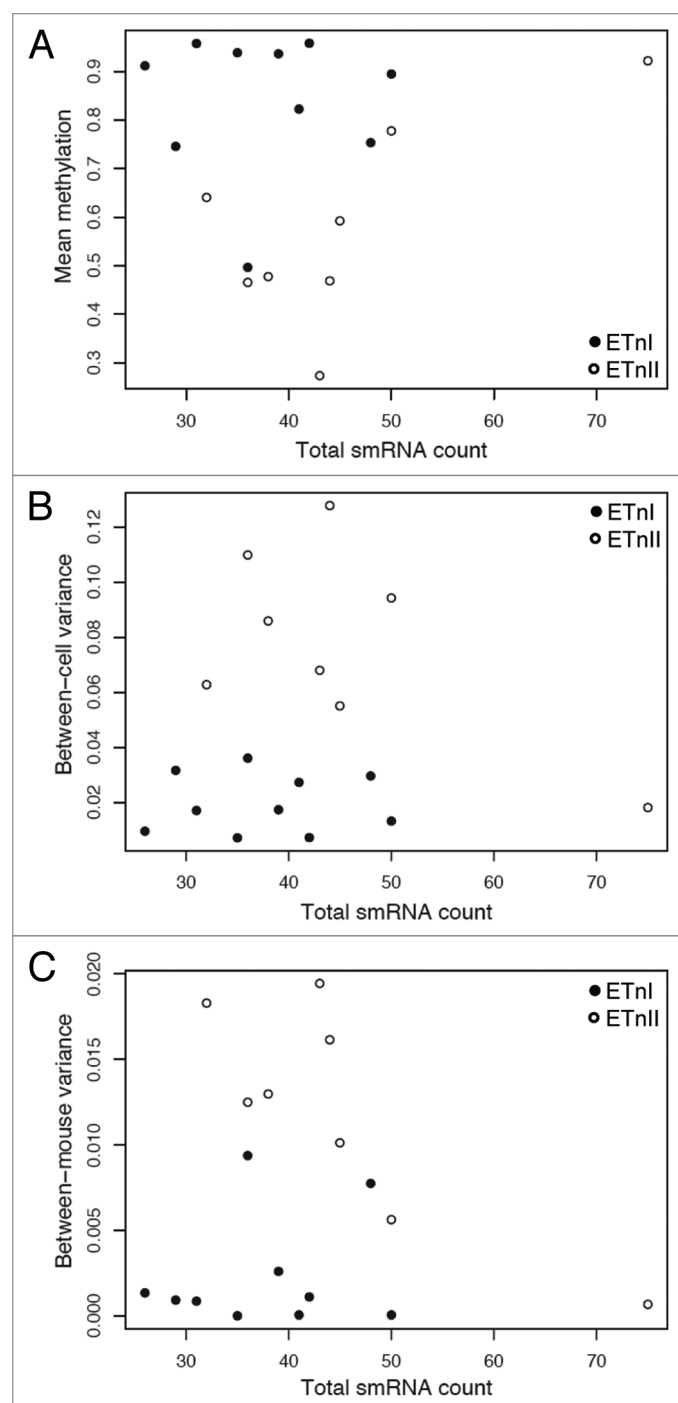 A
Mean methylation
0.9
0.8
0.7
0.6
0.5
0.4
0.3
ETnI
ETnII
30 40 50 60 70
Total smRNA count
B
Between-cell variance
0.12
0.10
0.08
0.06
0.04
0.02
ETnI
ETnII
30 40 50 60 70
Total smRNA count
C
Between-mouse variance
0.020
0.015
0.010
0.005
0.000
ETnI
ETnII
30 40 50 60 70
Total smRNA count